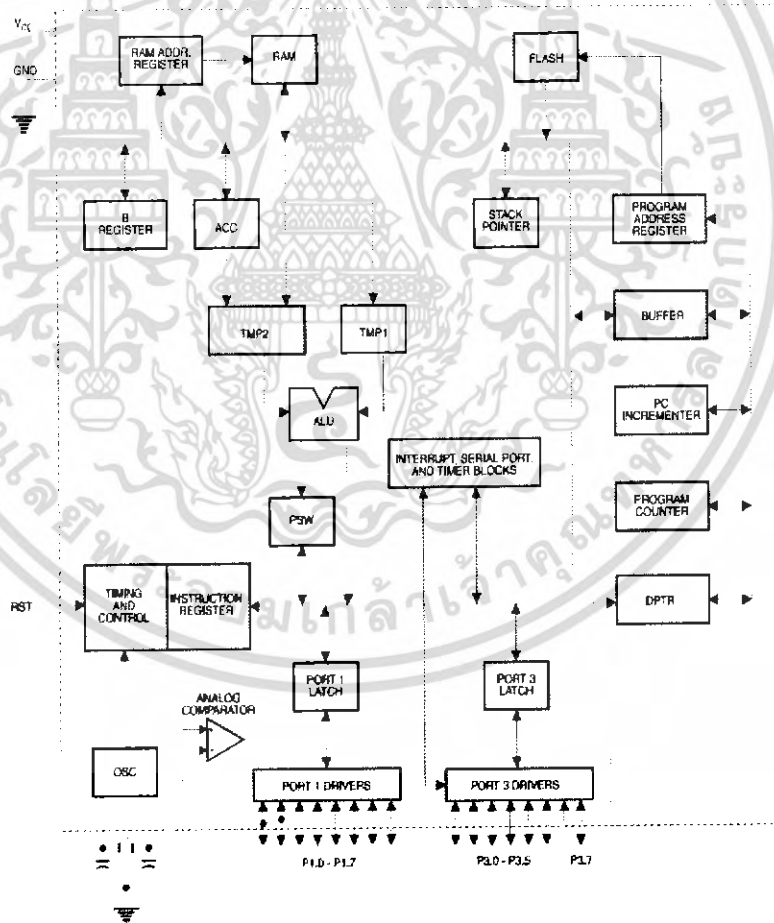 VCC
RAM ADDR.
REGISTER
RAM
FLASH
GND
B
REGISTER
ACC
STACK
POINTER
PROGRAM
ADDRESS
REGISTER
TMP2
TMP1
BUFFER
ALU
PC
INCREMENTER
INTERRUPT, SERIAL PORT,
AND TIMER BLOCKS
PSW
PROGRAM
COUNTER
RST
TIMING
AND
CONTROL
INSTRUCTION
REGISTER
DPTR
PORT 1
LATCH
PORT 3
LATCH
ANALOG
COMPARATOR
OSC
PORT 1 DRIVERS
PORT 3 DRIVERS
P1.0 - P1.7
P3.0 - P3.5
P3.7